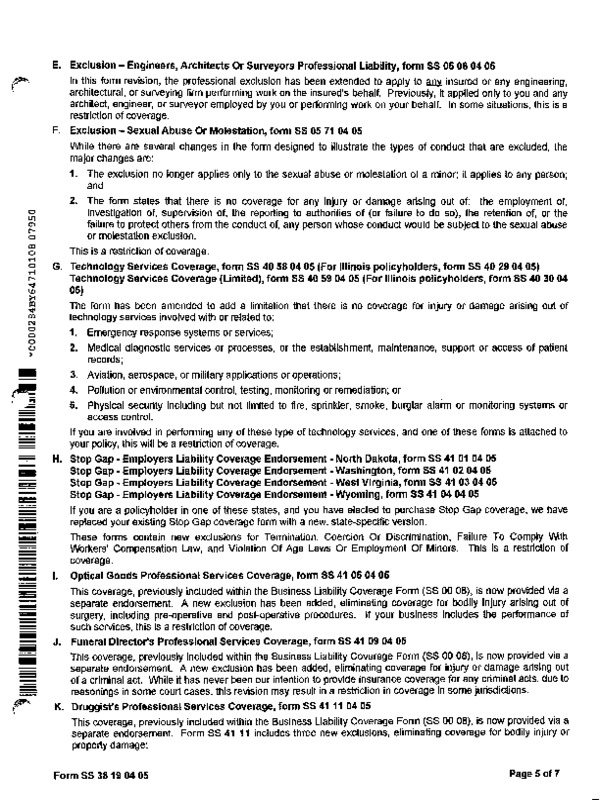 E. Exclusion – Engineers, Architects Or Surveyors Professional Liability, form SS 05 06 04 05
In this form revision, the professional exclusion has been extended to apply to any insured or any engineering,
architectural, or surveying firm performing work on the insured's behalf. Previously, it applied only to you and any
architect, engineer, or surveyor employed by you or performing work on your behalf. In some situations, this is a
restriction of coverage.
F. Exclusion – Sexual Abuse Or Molestation, form SS 05 71 04 05
While there are several changes in the form designed to illustrate the types of conduct that are excluded, the
major changes are:
1. The exclusion no longer applies only to the sexual abuse or molestation of a minor; it applies to any person;
and
2. The form states that there is no coverage for any injury or damage arising out of: the employment of,
investigation of, supervision of, the reporting to authorities of (or failure to do so), the retention of, or the
failure to protect others from the conduct of, any person whose conduct would be subject to the sexual abuse
or molestation exclusion.
This is a restriction of coverage.
G. Technology Services Coverage, form SS 40 58 04 05 (For Illinois policyholders, form SS 40 29 04 05)
Technology Services Coverage (Limited), form SS 40 59 04 05 (For Illinois policyholders, form SS 40 30 04
05)
The form has been amended to add a limitation that there is no coverage for injury or damage arising out of
technology services involved with or related to:
1. Emergency response systems or services;
2. Medical diagnostic services or processes, or the establishment, maintenance, support or access of patient
records;
3. Aviation, aerospace, or military applications or operations;
4. Pollution or environmental control, testing, monitoring or remediation; or
5. Physical security including but not limited to fire, sprinkler, smoke, burglar alarm or monitoring systems or
access control.
If you are involved in performing any of these type of technology services, and one of these forms is attached to
your policy, this will be a restriction of coverage.
H. Stop Gap - Employers Liability Coverage Endorsement - North Dakota, form SS 41 01 04 05
Stop Gap - Employers Liability Coverage Endorsement - Washington, form SS 41 02 04 05
Stop Gap - Employers Liability Coverage Endorsement - West Virginia, form SS 41 03 04 05
Stop Gap - Employers Liability Coverage Endorsement - Wyoming, form SS 41 04 04 05
If you are a policyholder in one of these states, and you have elected to purchase Stop Gap coverage, we have
replaced your existing Stop Gap coverage form with a new, state-specific version.
These forms contain new exclusions for Termination, Coercion Or Discrimination, Failure To Comply With
Workers' Compensation Law, and Violation Of Age Laws Or Employment Of Minors. This is a restriction of
coverage.
I. Optical Goods Professional Services Coverage, form SS 41 05 04 05
This coverage, previously included within the Business Liability Coverage Form (SS 00 08), is now provided via a
separate endorsement. A new exclusion has been added, eliminating coverage for bodily injury arising out of
surgery, including pre-operative and post-operative procedures. If your business includes the performance of
such services, this is a restriction of coverage.
J. Funeral Director's Professional Services Coverage, form SS 41 09 04 05
This coverage, previously included within the Business Liability Coverage Form (SS 00 08), is now provided via a
separate endorsement. A new exclusion has been added, eliminating coverage for injury or damage arising out
of a criminal act. While it has never been our intention to provide insurance coverage for any criminal acts, due to
reasonings in some court cases, this revision may result in a restriction in coverage in some jurisdictions.
K. Druggist's Professional Services Coverage, form SS 41 11 04 05
This coverage, previously included within the Business Liability Coverage Form (SS 00 08), is now provided via a
separate endorsement. Form SS 41 11 includes three new exclusions, eliminating coverage for bodily injury or
property damage:
Form SS 38 19 04 05
Page 5 of 7